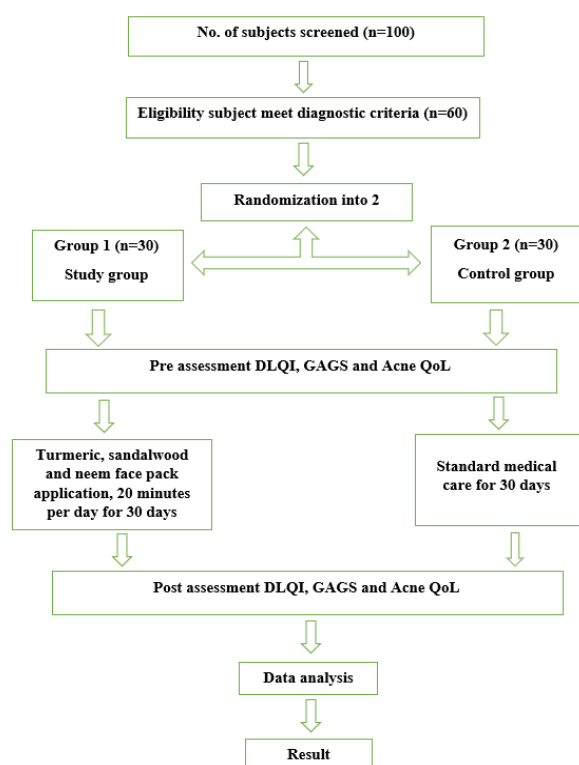 No. of subjects screened (n=100)
Eligibility subject meet diagnostic criteria (n=60)
Randomization into 2
Group 1 (n=30)
Study group
Group 2 (n=30)
Control group
Pre assessment DLQI, GAGS and Acne QoL
Turmeric, sandalwood
and neem face pack
application, 20 minutes
per day for 30 days
Standard medical
care for 30 days
Post assessment DLQI, GAGS and Acne QoL
Data analysis
Result